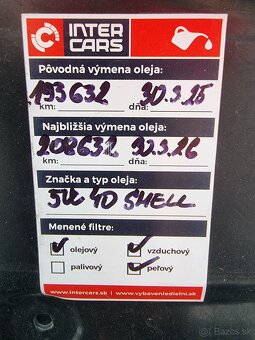 INTER
CARS
Pôvodná výmena oleja:
193632 30.3.25
km: dňa:
Najbližšia výmena oleja:
208632 30.3.26
km: dňa:
Značka a typ oleja:
5W 40 SHELL
Menené filtre:
olejový vzduchový
palivový peľový
www.intercars.sk | www.vybaveniedielni.sk